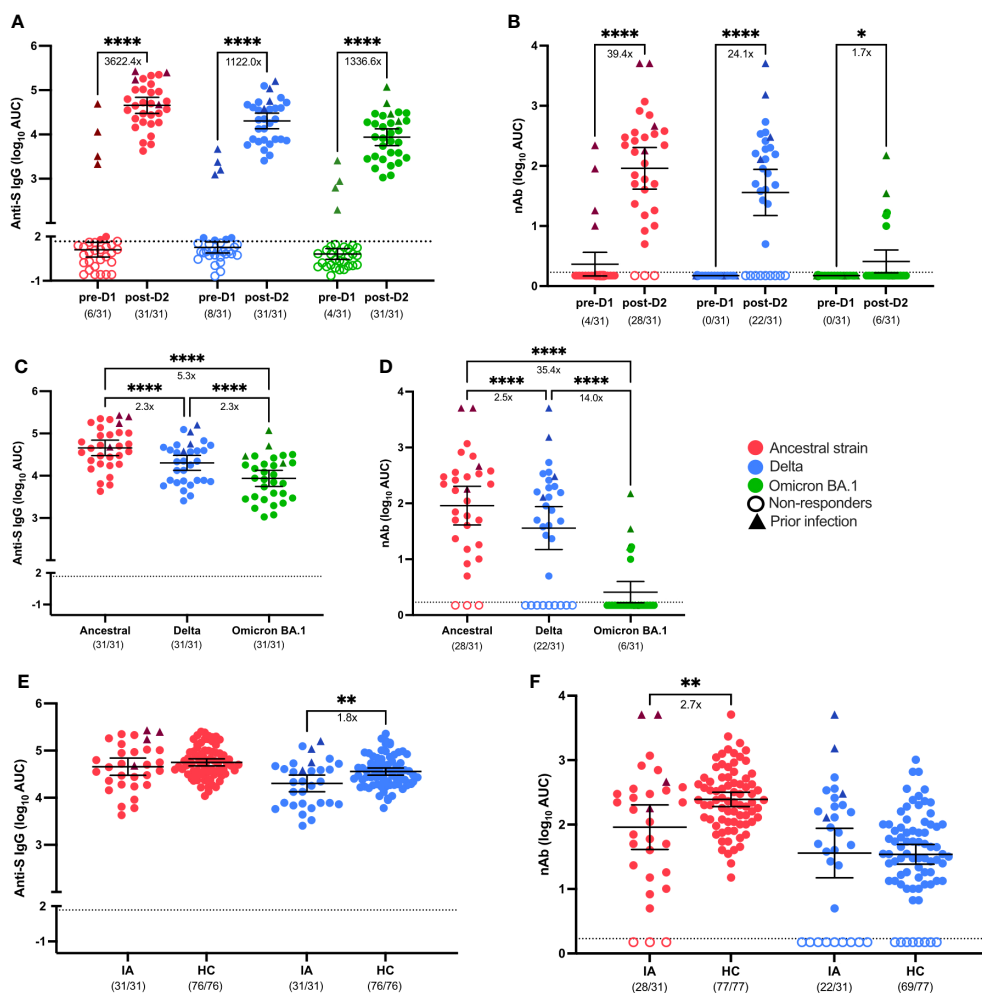 A
****
****
****
3622.4x
1122.0x
1336.6x
Anti-S IgG (log10 AUC)
6
5
4
3
2
-1
pre-D1
post-D2
pre-D1
post-D2
pre-D1
post-D2
(6/31)
(31/31)
(8/31)
(31/31)
(4/31)
(31/31)
B
****
****
*
39.4x
24.1x
1.7x
nAb (log10 AUC)
4
3
2
1
0
pre-D1
post-D2
pre-D1
post-D2
pre-D1
post-D2
(4/31)
(28/31)
(0/31)
(22/31)
(0/31)
(6/31)
C
****
5.3x
****
****
2.3x
2.3x
Anti-S IgG (log10 AUC)
6
5
4
3
2
-1
Ancestral
Delta
Omicron BA.1
(31/31)
(31/31)
(31/31)
D
****
35.4x
****
****
2.5x
14.0x
nAb (log10 AUC)
4
3
2
1
0
Ancestral
Delta
Omicron BA.1
(28/31)
(22/31)
(6/31)
Ancestral strain
Delta
Omicron BA.1
Non-responders
Prior infection
E
**
1.8x
Anti-S IgG (log10 AUC)
6
5
4
3
2
-1
IA
HC
IA
HC
(31/31)
(76/76)
(31/31)
(76/76)
F
**
2.7x
nAb (log10 AUC)
4
3
2
1
0
IA
HC
IA
HC
(28/31)
(77/77)
(22/31)
(69/77)